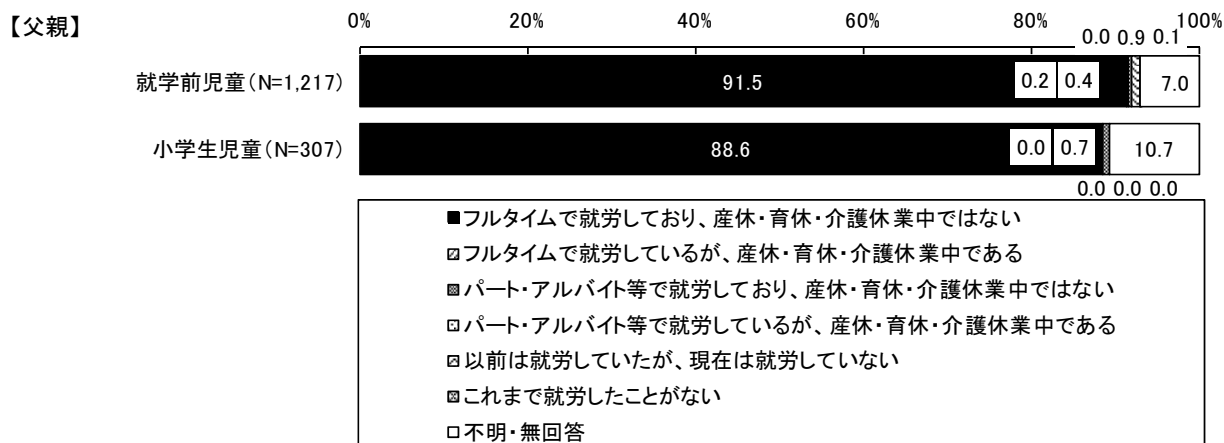 【父親】
0% 20% 40% 60% 80% 100%
0.0 0.9 0.1
就学前児童(N=1,217) 91.5 0.2 0.4 7.0
小学生児童(N=307) 88.6 0.0 0.7 10.7
0.0 0.0 0.0
フルタイムで就労しており、産休・育休・介護休業中ではない
フルタイムで就労しているが、産休・育休・介護休業中である
パート・アルバイト等で就労しており、産休・育休・介護休業中ではない
パート・アルバイト等で就労しているが、産休・育休・介護休業中である
以前は就労していたが、現在は就労していない
これまで就労したことがない
不明・無回答